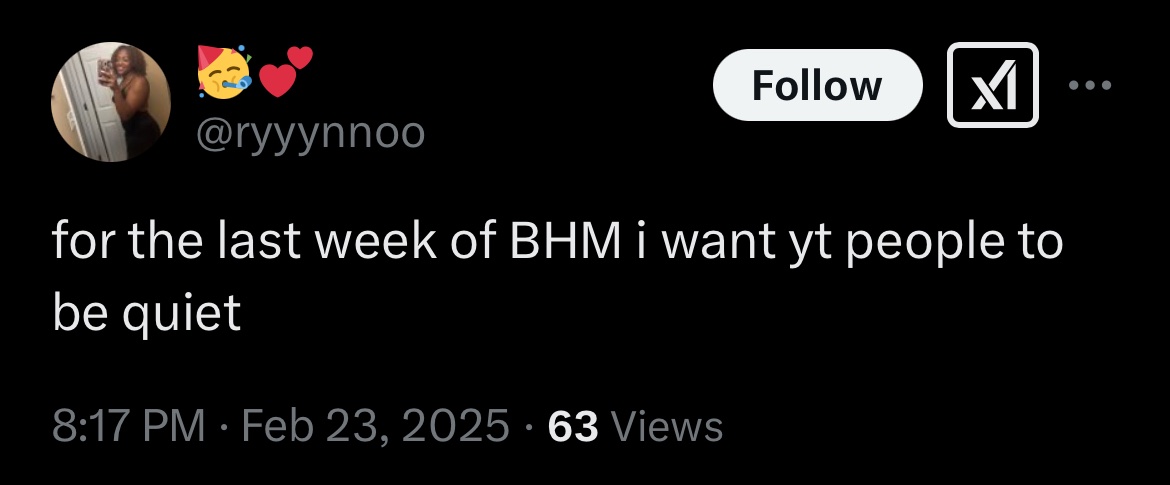 🥳💕
@ryyynnoo
Follow
for the last week of BHM i want yt people to
be quiet
8:17 PM · Feb 23, 2025 · 63 Views